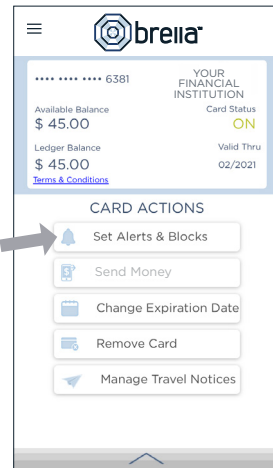 brella
•••• •••• •••• 6381
YOUR
FINANCIAL
INSTITUTION
Available Balance
$ 45.00
Card Status
ON
Ledger Balance
$ 45.00
Valid Thru
02/2021
Terms & Conditions
CARD ACTIONS
Set Alerts & Blocks
Send Money
Change Expiration Date
Remove Card
Manage Travel Notices